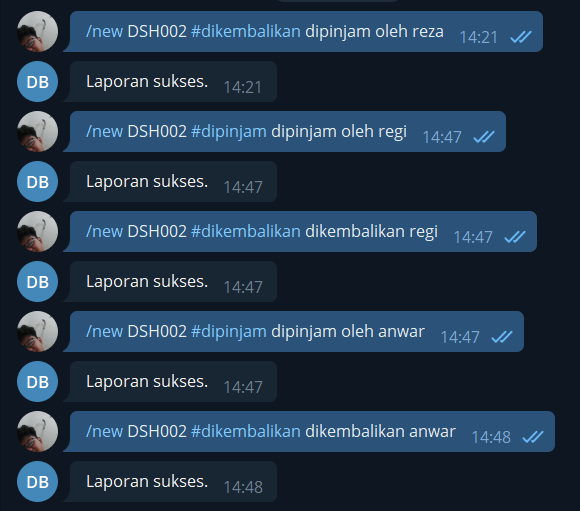 /new DSH002 #dikembalikan dipinjam oleh reza 14:21
DB Laporan sukses. 14:21
/new DSH002 #dipinjam dipinjam oleh regi 14:47
DB Laporan sukses. 14:47
/new DSH002 #dikembalikan dikembalikan regi 14:47
DB Laporan sukses. 14:47
/new DSH002 #dipinjam dipinjam oleh anwar 14:47
DB Laporan sukses. 14:47
/new DSH002 #dikembalikan dikembalikan anwar 14:48
DB Laporan sukses. 14:48